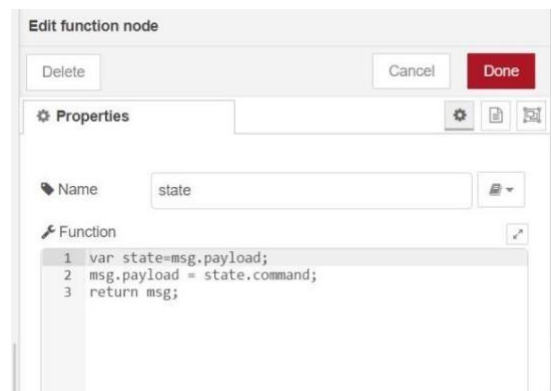 Edit function node
Delete
Cancel
Done
Properties
Name
state
Function
1 var state=msg.payload;
2 msg.payload = state.command;
3 return msg;